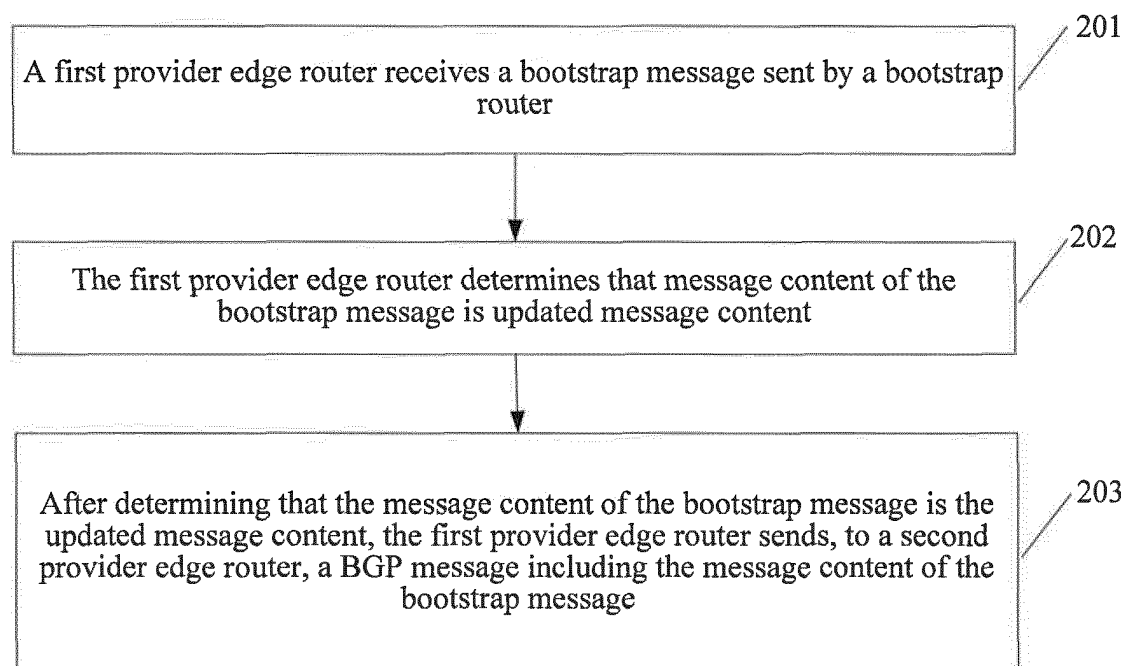 201
A first provider edge router receives a bootstrap message sent by a bootstrap
router
202
The first provider edge router determines that message content of the
bootstrap message is updated message content
203
After determining that the message content of the bootstrap message is the
updated message content, the first provider edge router sends, to a second
provider edge router, a BGP message including the message content of the
bootstrap message